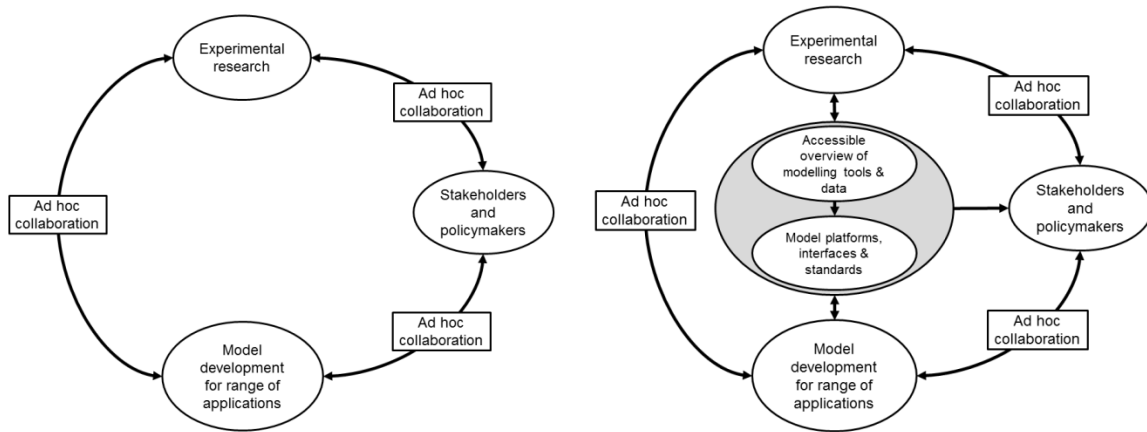 Experimental
research
Ad hoc
collaboration
Ad hoc
collaboration
Stakeholders
and
policymakers
Ad hoc
collaboration
Model
development
for range of
applications
Experimental
research
Ad hoc
collaboration
Accessible
overview of
modelling tools &
data
Ad hoc
collaboration
Stakeholders
and
policymakers
Model platforms,
interfaces &
standards
Ad hoc
collaboration
Model
development
for range of
applications